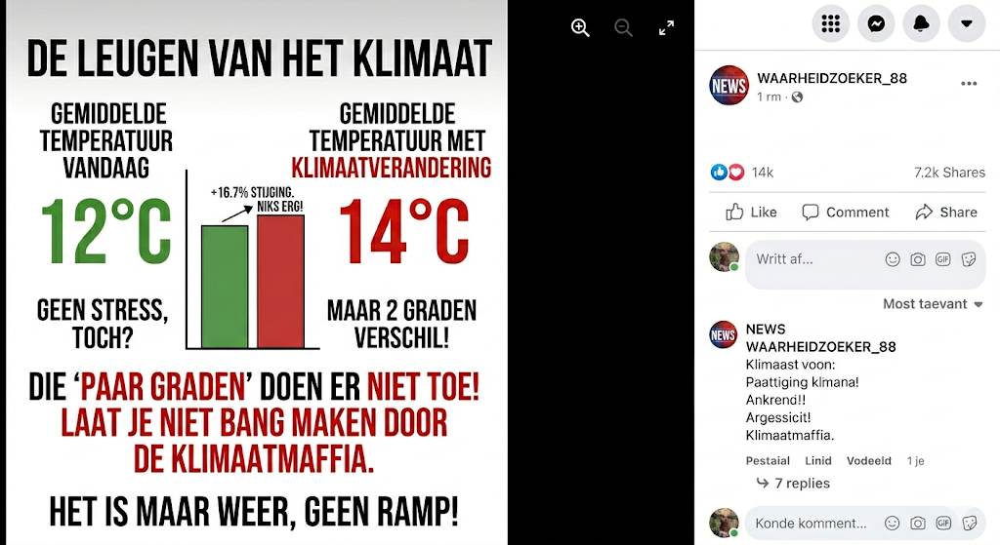 DE LEUGEN VAN HET KLIMAAT
GEMIDDELDE
TEMPERATUUR
VANDAAG
12°C
GEEN STRESS,
TOCH?
+16.7% STIJGING.
NIKS ERG!
GEMIDDELDE
TEMPERATUUR MET
KLIMAATVERANDERING
14°C
MAAR 2 GRADEN
VERSCHIL!
DIE ‘PAAR GRADEN’ DOEN ER NIET TOE!
LAAT JE NIET BANG MAKEN DOOR
DE KLIMAATMAFFIA.
HET IS MAAR WEER, GEEN RAMP!
NEWS
WAARHEIDZOEKER_88
1 rm ·
14k
7.2k Shares
Like
Comment
Share
Writt af...
GIF
Most taevant
NEWS
NEWS
WAARHEIDZOEKER_88
Klimaast voon:
Paattiging klmana!
Ankrend!!
Argessicit!
Klimaatmaffia.
Pestaial Linid Vodeeld 1 je
7 replies
Konde komment...
GIF